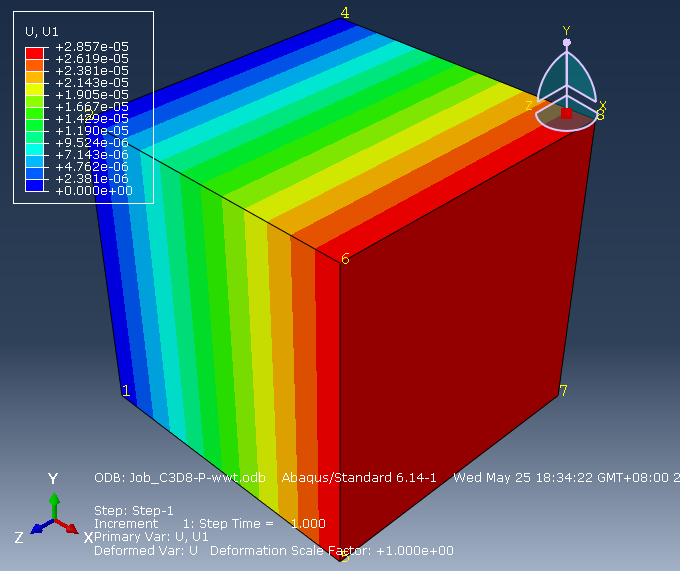 4
U, U1
+2.857e-05
+2.619e-05
+2.381e-05
+2.143e-05
+1.905e-05
+1.667e-05
+1.429e-05
+1.190e-05
+9.524e-06
+7.143e-06
+4.762e-06
+2.381e-06
+0.000e+00
Y
Z
X
8
6
1
7
ODB: Job_C3D8-P-wwt.odb Abaqus/Standard 6.14-1 Wed May 25 18:34:22 GMT+08:00 2
Step: Step-1
Increment 1: Step Time = 1.000
Primary Var: U, U1
Deformed Var: U Deformation Scale Factor: +1.000e+00
5
Y
Z
X